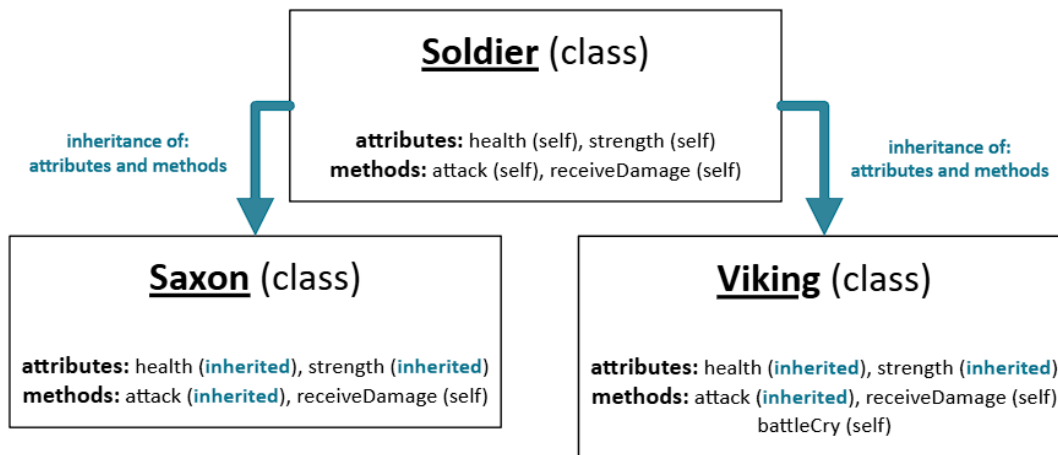 Soldier (class)
attributes: health (self), strength (self)
methods: attack (self), receiveDamage (self)
inheritance of:
attributes and methods
inheritance of:
attributes and methods
Saxon (class)
attributes: health (inherited), strength (inherited)
methods: attack (inherited), receiveDamage (self)
Viking (class)
attributes: health (inherited), strength (inherited)
methods: attack (inherited), receiveDamage (self)
battleCry (self)